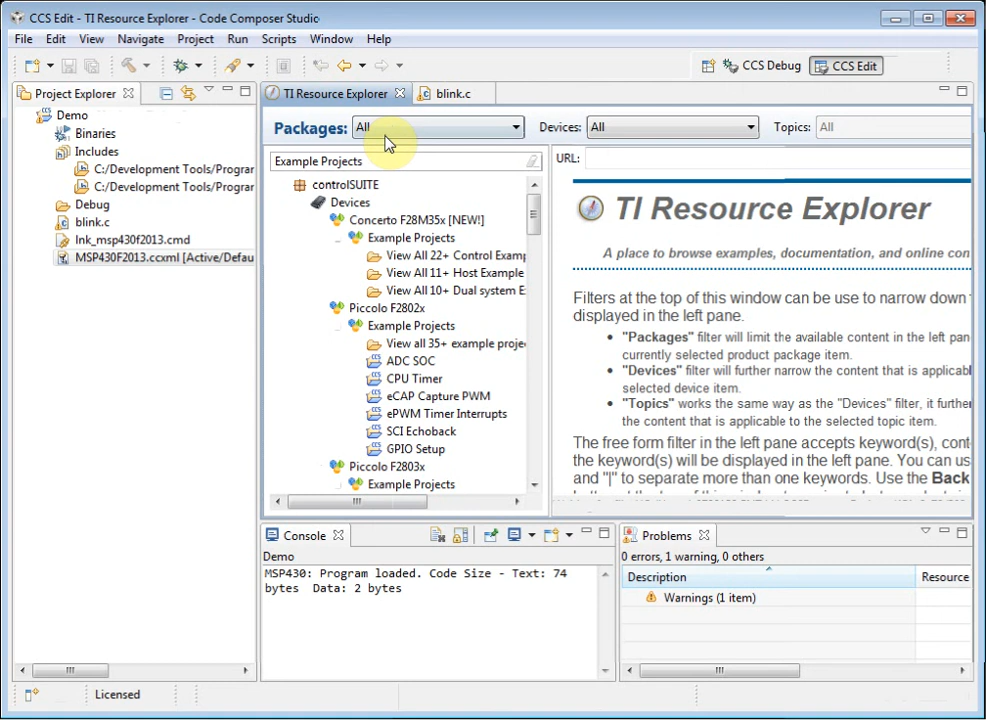 CCS Edit - TI Resource Explorer - Code Composer Studio
File Edit View Navigate Project Run Scripts Window Help
CCS Debug CCS Edit
Project Explorer
Demo
Binaries
Includes
C:/Development Tools/Prograr
C:/Development Tools/Prograr
Debug
blink.c
lnk_msp430f2013.cmd
MSP430F2013.ccxml [Active/Defau
TI Resource Explorer blink.c
Packages: All Devices: All Topics: All
Example Projects
controlSUITE
Devices
Concerto F28M35x [NEW!]
Example Projects
View All 22+ Control Examp
View All 11+ Host Example
View All 10+ Dual system E
Piccolo F2802x
Example Projects
View all 35+ example proje
ADC SOC
CPU Timer
eCAP Capture PWM
ePWM Timer Interrupts
SCI Echoback
GPIO Setup
Piccolo F2803x
Example Projects
URL:
TI Resource Explorer
A place to browse examples, documentation, and online con
Filters at the top of this window can be use to narrow down
displayed in the left pane.
"Packages" filter will limit the available content in the left pan
currently selected product package item.
"Devices" filter will further narrow the content that is applicabl
selected device item.
"Topics" works the same way as the "Devices" filter, it further
the content that is applicable to the selected topic item.
The free form filter in the left pane accepts keyword(s), cont
the keyword(s) will be displayed in the left pane. You can us
and "|" to separate more than one keywords. Use the Back
Console
Demo
MSP430: Program loaded. Code Size - Text: 74
bytes Data: 2 bytes
Problems
0 errors, 1 warning, 0 others
Description Resource
Warnings (1 item)
Licensed